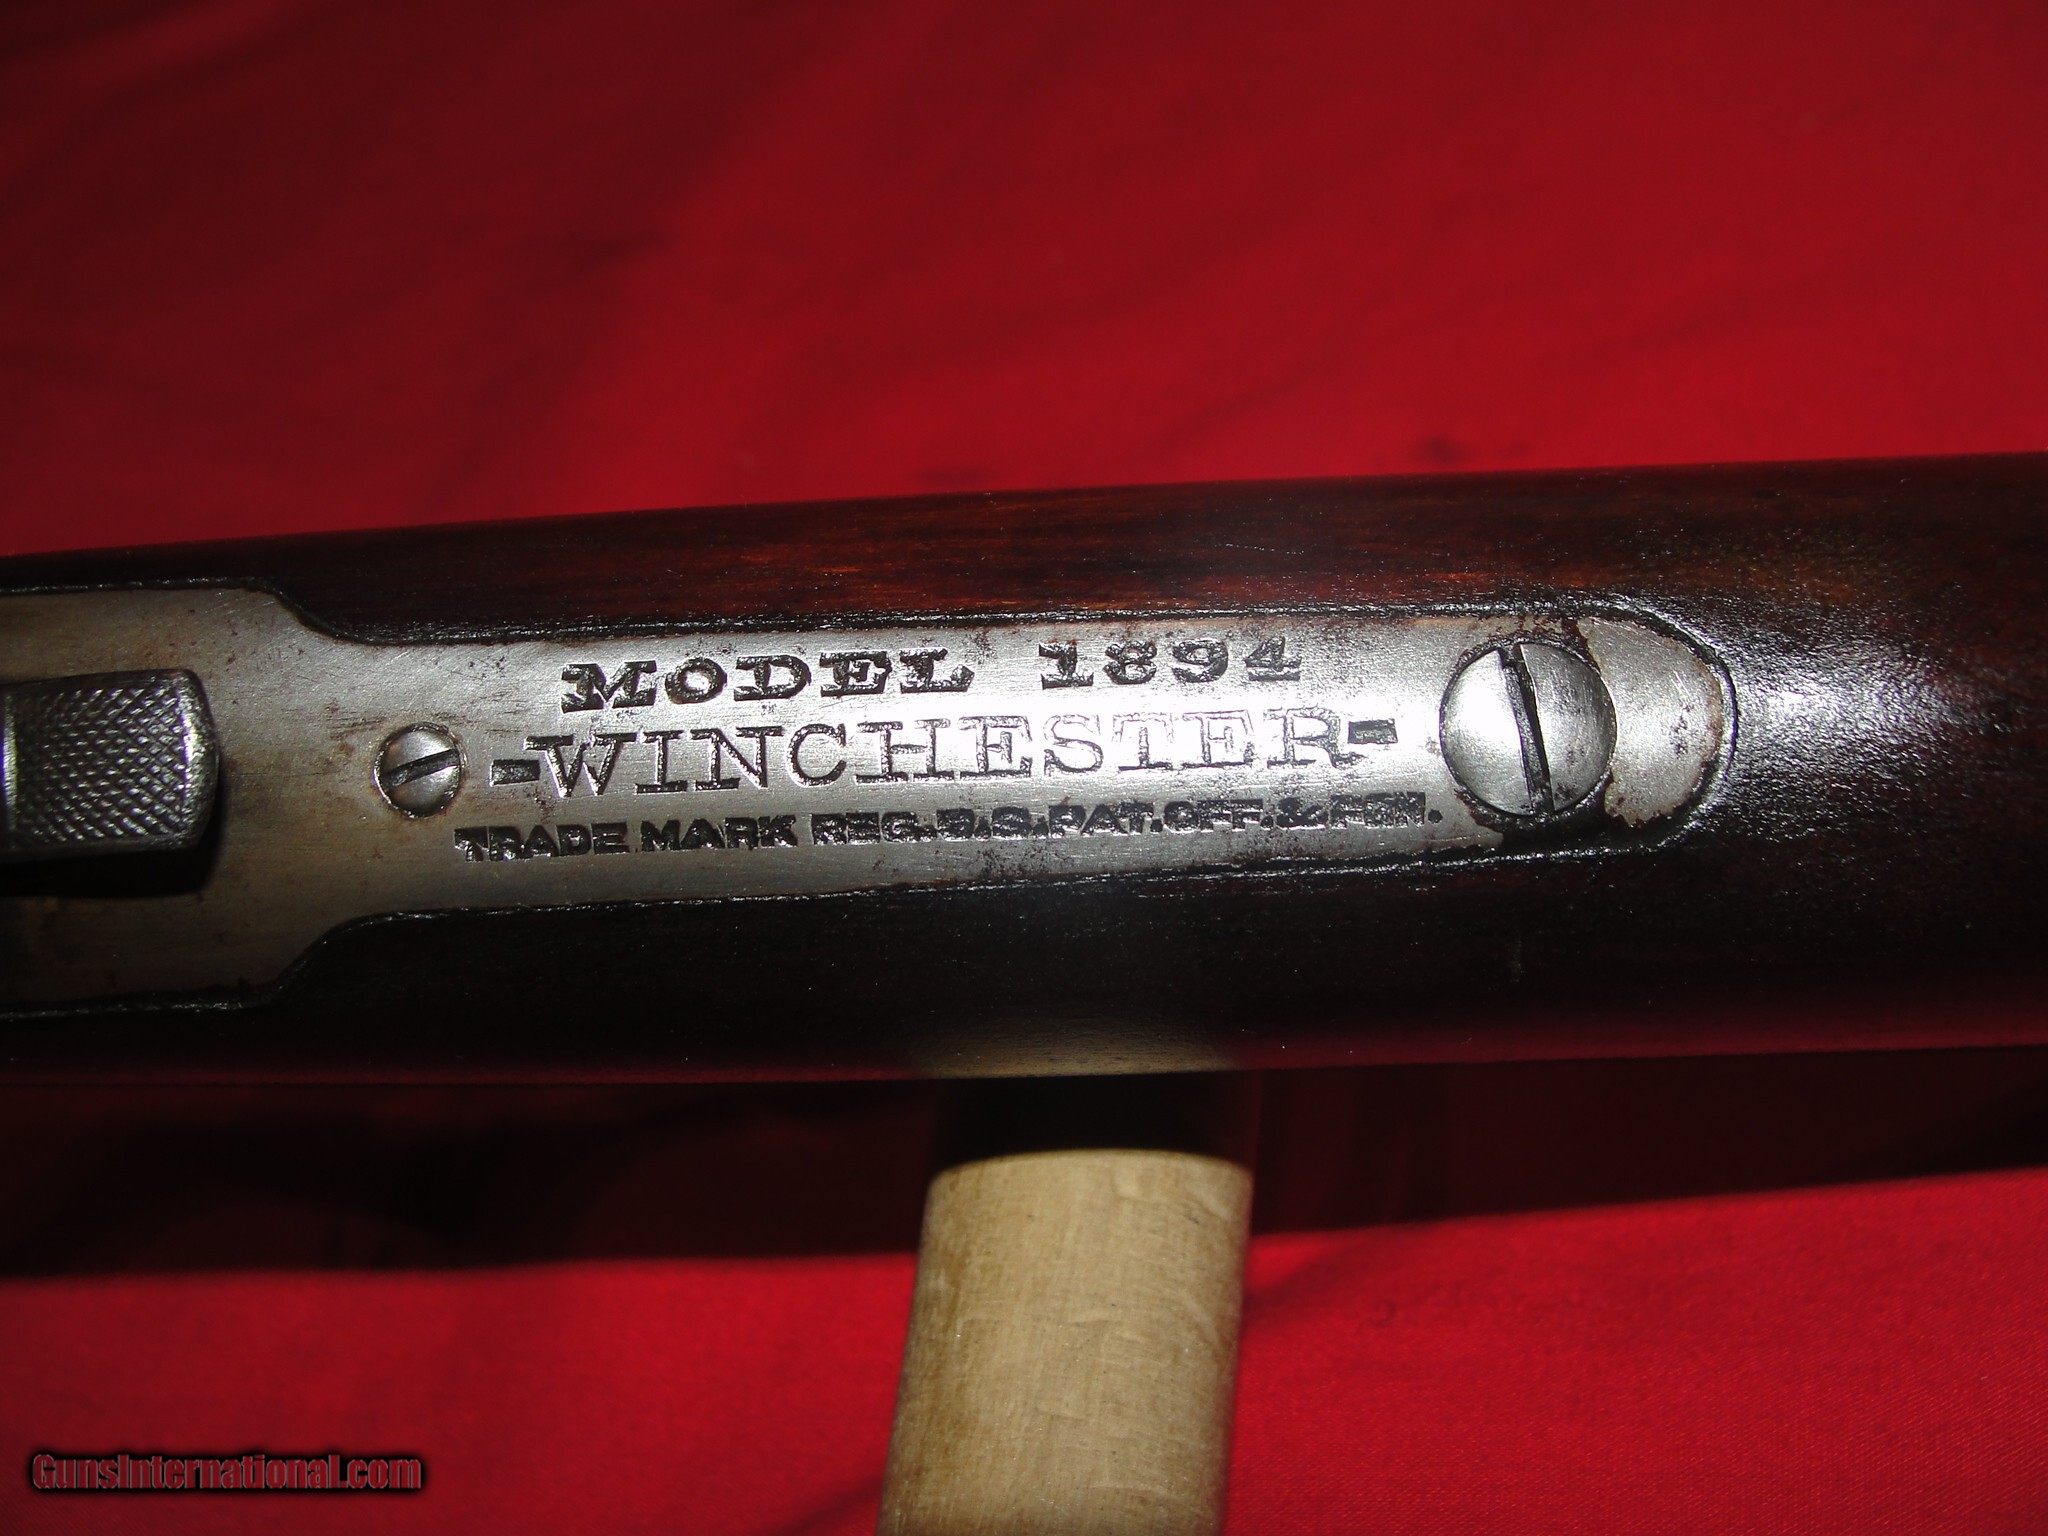 MODEL 1894
-WINCHESTER-
TRADE MARK REG.U.S.PAT.OFF.& FGN.
GunsInternational.com